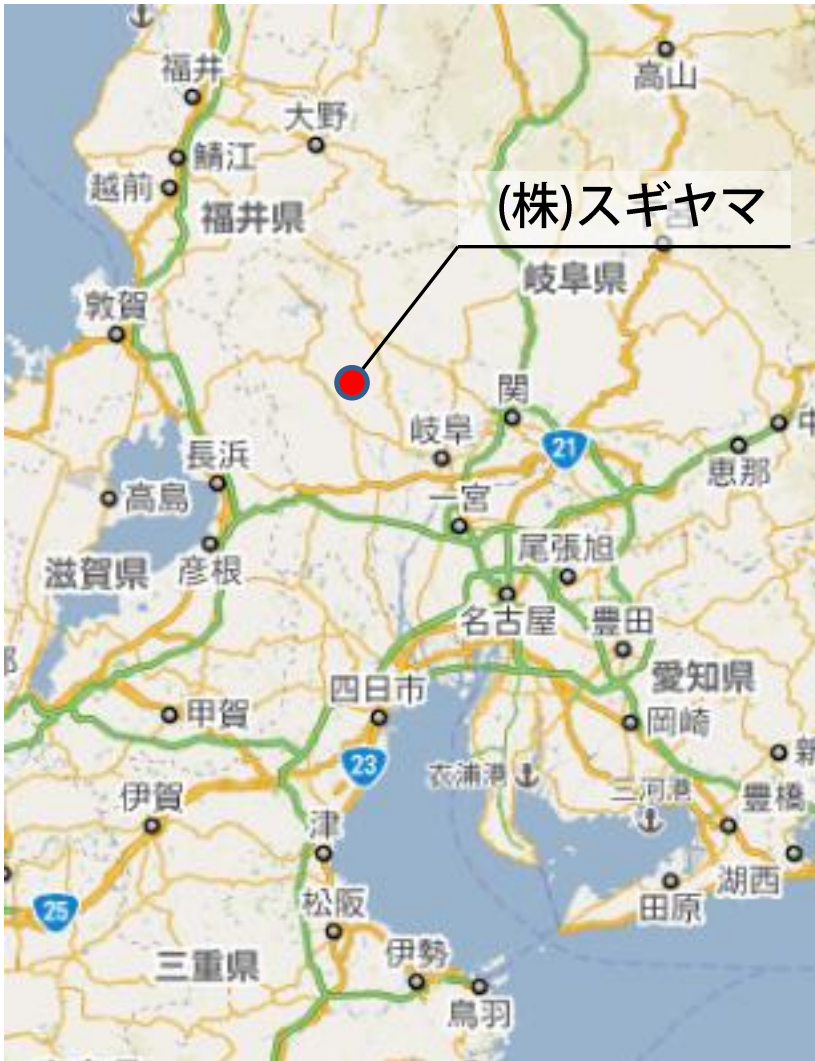 高山
福井
大野
鯖江
越前
福井県
(株)スギヤマ
岐阜県
敦賀
関
岐阜
21
中
恵那
長浜
高島
一宮
滋賀県
彦根
尾張旭
名古屋
豊田
愛知県
四日市
甲賀
岡崎
23
衣浦港
新
三河港
伊賀
豊橋
津
湖西
田原
25
松阪
三重県
伊勢
鳥羽